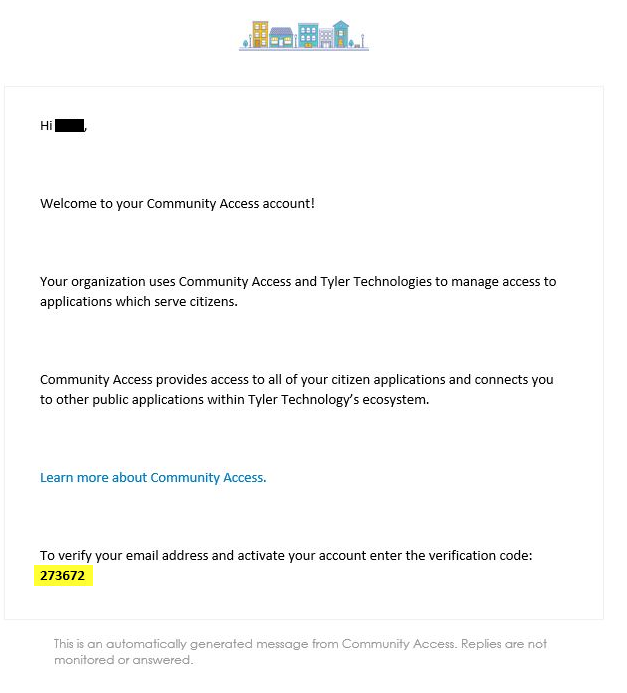 Hi ,
Welcome to your Community Access account!
Your organization uses Community Access and Tyler Technologies to manage access to
applications which serve citizens.
Community Access provides access to all of your citizen applications and connects you
to other public applications within Tyler Technology’s ecosystem.
Learn more about Community Access.
To verify your email address and activate your account enter the verification code:
273672
This is an automatically generated message from Community Access. Replies are not
monitored or answered.